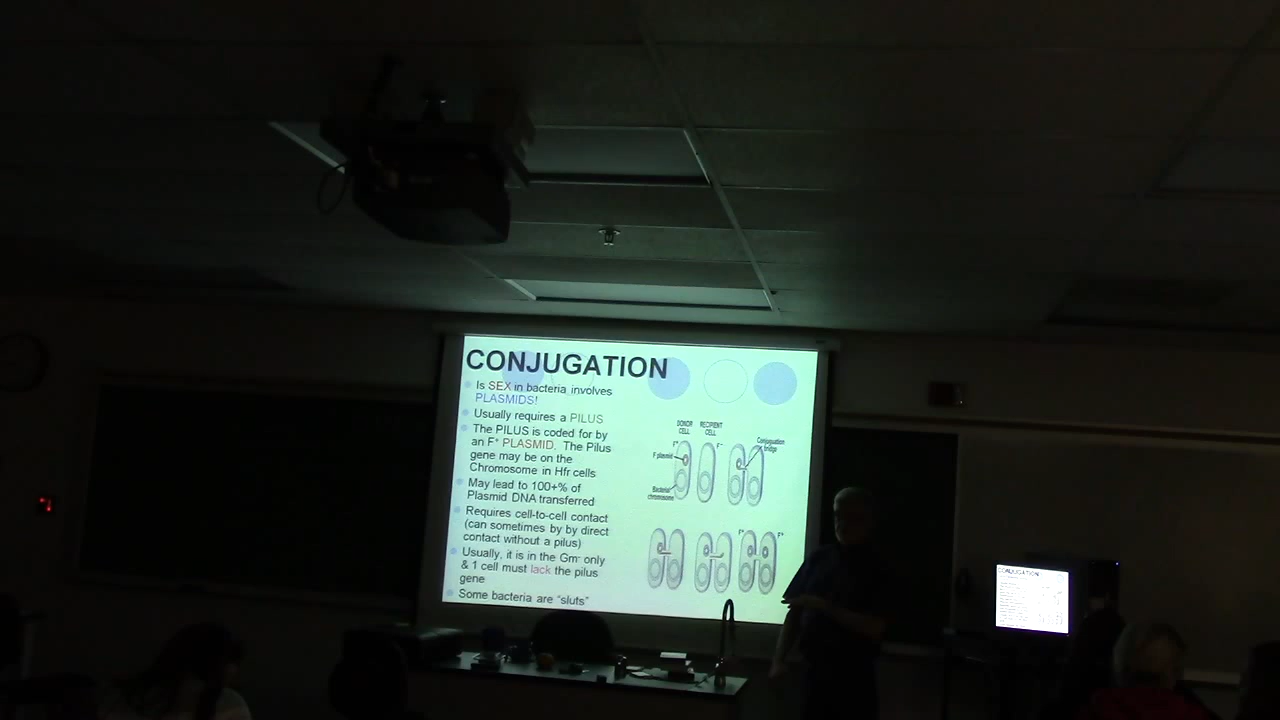 CONJUGATION
Is SEX in bacteria involves
PLASMIDS!
Usually requires a PILUS
The PILUS is coded for by
an F⁺ PLASMID. The Pilus
gene may be on the
Chromosome in Hfr cells
May lead to 100+% of
Plasmid DNA transferred
Requires cell-to-cell contact
(can sometimes by by direct
contact without a pilus)
Usually, it is in the Gm⁻ only
& 1 cell must lack the pilus
gene
Some bacteria are “sluts”
DONOR
CELL
RECIPIENT
CELL
F⁺
F⁻
Conjuguation
bridge
F plasmid
Bacterial
chromosome
F⁺
F⁺
CONJUGATION